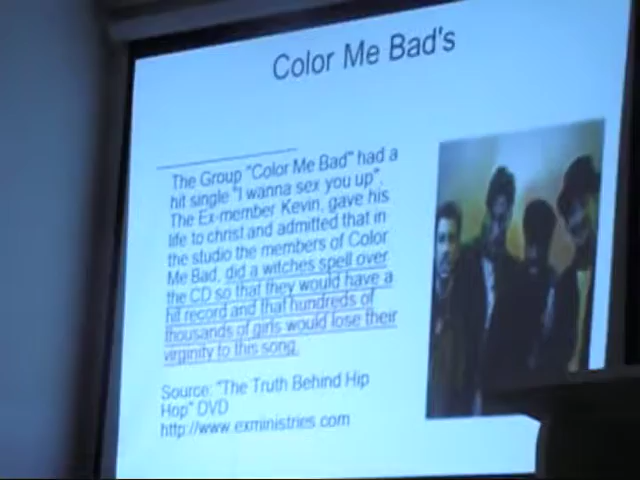 Color Me Bad's
The Group "Color Me Bad" had a
hit single "I wanna sex you up".
The Ex-member Kevin, gave his
life to christ and admitted that in
the studio the members of Color
Me Bad, did a witches spell over
the CD so that they would have a
hit record and that hundreds of
thousands of girls would lose their
virginity to this song.
Source: "The Truth Behind Hip
Hop" DVD
http://www.exministries.com